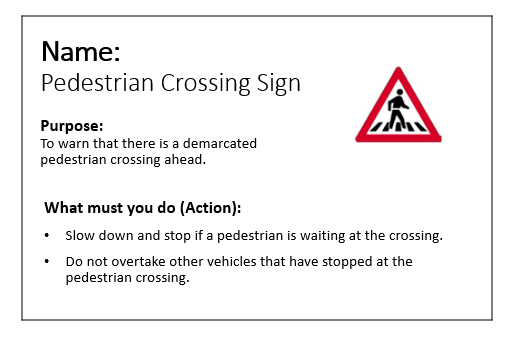 Name:
Pedestrian Crossing Sign
Purpose:
To warn that there is a demarcated
pedestrian crossing ahead.
What must you do (Action):
• Slow down and stop if a pedestrian is waiting at the crossing.
• Do not overtake other vehicles that have stopped at the
pedestrian crossing.